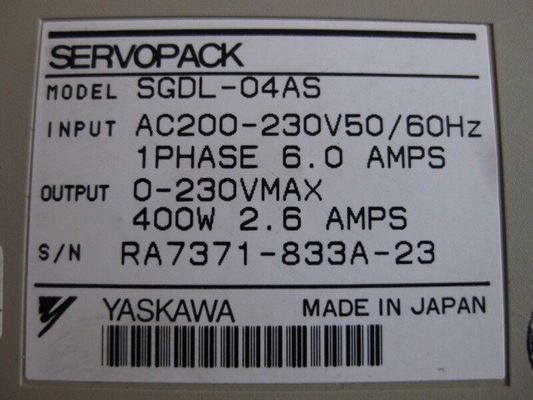 SERVOPACK
MODEL SGDL-04AS
INPUT AC200-230V50/60Hz
1PHASE 6.0 AMPS
OUTPUT 0-230VMAX
400W 2.6 AMPS
S/N RA7371-833A-23
YASKAWA MADE IN JAPAN